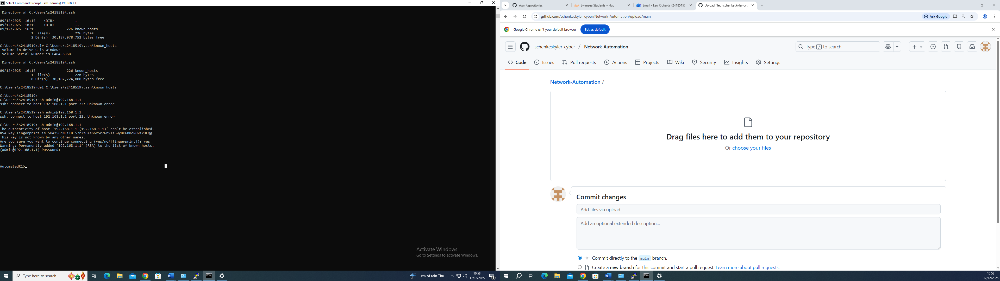 Select Command Prompt - ssh admin@192.168.1.1
Directory of C:\Users\s2418519\.ssh
09/12/2025 16:15 <DIR> .
09/12/2025 16:15 <DIR> ..
09/12/2025 16:15 226 known_hosts
1 File(s) 226 bytes
2 Dir(s) 30,187,978,752 bytes free
C:\Users\s2418519>dir C:\Users\s2418519\.ssh\known_hosts
Volume in drive C is Windows
Volume Serial Number is F404-635B
Directory of C:\Users\s2418519\.ssh
09/12/2025 16:15 226 known_hosts
1 File(s) 226 bytes
0 Dir(s) 30,187,724,800 bytes free
C:\Users\s2418519>del C:\Users\s2418519\.ssh\known_hosts
C:\Users\s2418519>
C:\Users\s2418519>ssh admin@192.168.1.1
ssh: connect to host 192.168.1.1 port 22: Unknown error
C:\Users\s2418519>ssh admin@192.168.1.1
ssh: connect to host 192.168.1.1 port 22: Unknown error
C:\Users\s2418519>ssh admin@192.168.1.1
The authenticity of host '192.168.1.1 (192.168.1.1)' can't be established.
RSA key fingerprint is SHA256:NLiIBI57r7zCAsG6xSrZWb9TzSWyBK6BKoP0wikDLQg.
This key is not known by any other names.
Are you sure you want to continue connecting (yes/no/[fingerprint])? yes
Warning: Permanently added '192.168.1.1' (RSA) to the list of known hosts.
(admin@192.168.1.1) Password:
AutomatedR1>
Activate Windows
Go to Settings to activate Windows.
Type here to search
1 cm of rain Thu
10:58
17/12/2025
3
Your Repositories
Swansea Students » Hub
Email - Leo Richards (2418519)
Upload files · schenkeskyler-cyb
github.com/schenkeskyler-cyber/Network-Automation/upload/main
Ask Google
Google Chrome isn't your default browser
Set as default
schenkeskyler-cyber / Network-Automation
Type / to search
Code
Issues
Pull requests
Actions
Projects
Wiki
Security
Insights
Settings
Network-Automation /
Drag files here to add them to your repository
Or choose your files
Commit changes
Add files via upload
Add an optional extended description...
Commit directly to the main branch.
Create a new branch for this commit and start a pull request. Learn more about pull requests.
10:58
17/12/2025